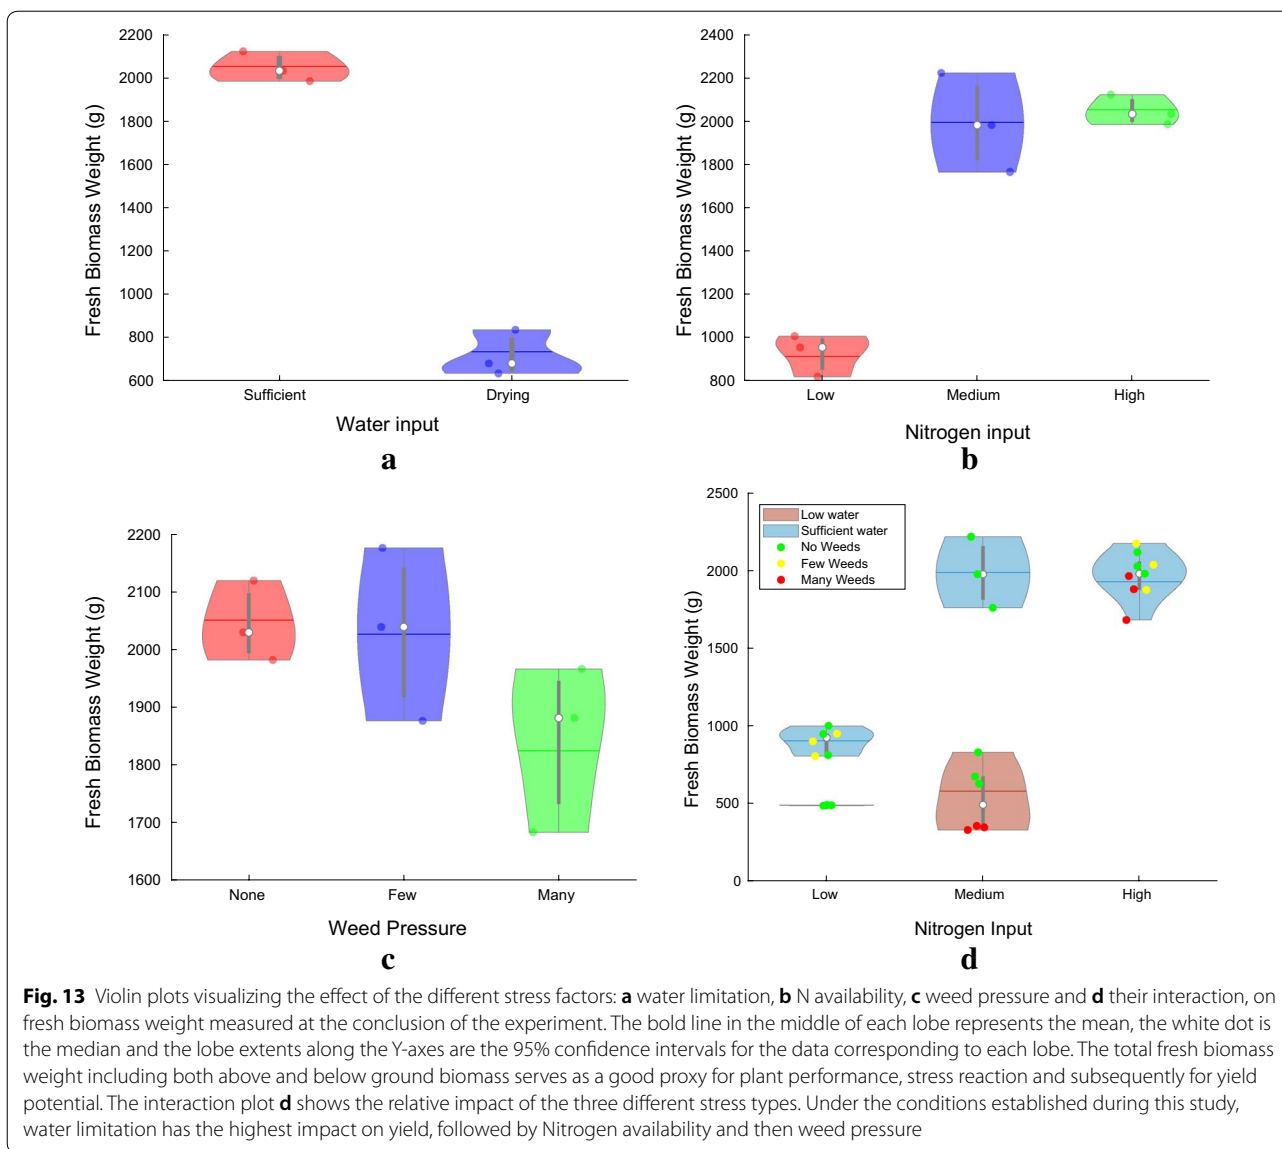 2200
2000
1800
1600
1400
1200
1000
800
600
Fresh Biomass Weight (g)
Sufficient
Drying
Water input
a
2400
2200
2000
1800
1600
1400
1200
1000
800
Fresh Biomass Weight (g)
Low
Medium
High
Nitrogen input
b
2200
2100
2000
1900
1800
1700
1600
Fresh Biomass Weight (g)
None
Few
Many
Weed Pressure
c
2500
2000
1500
1000
500
0
Fresh Biomass Weight (g)
Low water
Sufficient water
No Weeds
Few Weeds
Many Weeds
Low
Medium
High
Nitrogen Input
d
Fig. 13 Violin plots visualizing the effect of the different stress factors: a water limitation, b N availability, c weed pressure and d their interaction, on
fresh biomass weight measured at the conclusion of the experiment. The bold line in the middle of each lobe represents the mean, the white dot is
the median and the lobe extents along the Y-axes are the 95% confidence intervals for the data corresponding to each lobe. The total fresh biomass
weight including both above and below ground biomass serves as a good proxy for plant performance, stress reaction and subsequently for yield
potential. The interaction plot d shows the relative impact of the three different stress types. Under the conditions established during this study,
water limitation has the highest impact on yield, followed by Nitrogen availability and then weed pressure